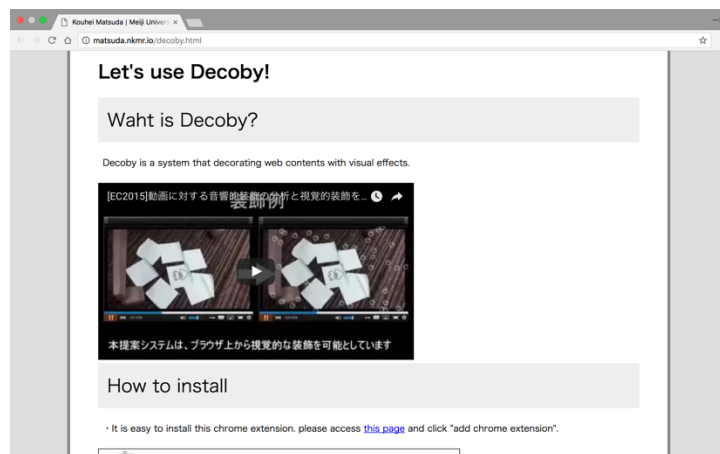 Kouhei Matsuda | Meiji Univers
matsuda.nkmr.io/decoby.html
Let's use Decoby!
Waht is Decoby?
Decoby is a system that decorating web contents with visual effects.
[EC2015]動画に対する音響的装飾の分析と視覚的装飾を...
装飾例
本提案システムは、ブラウザ上から視覚的な装飾を可能としています
How to install
・It is easy to install this chrome extension. please access this page and click "add chrome extension".